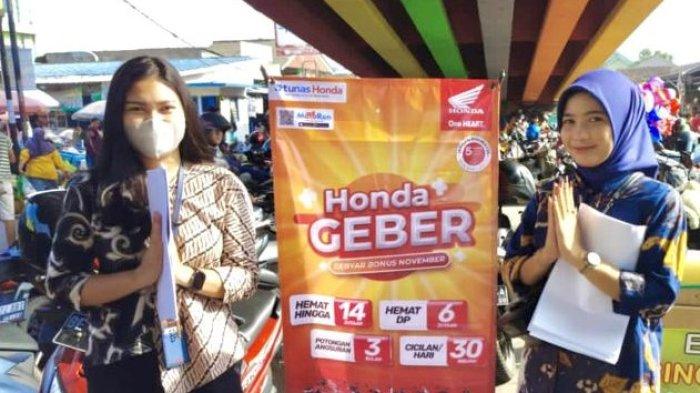 tunas Honda
HONDA
One HEART.
Honda
GEBER
GEBYAR BONUS NOVEMBER
HEMAT
HINGGA
14
HEMAT
DP
6
POTONGAN
ANGSURAN
3
CICILAN/
HARI
30